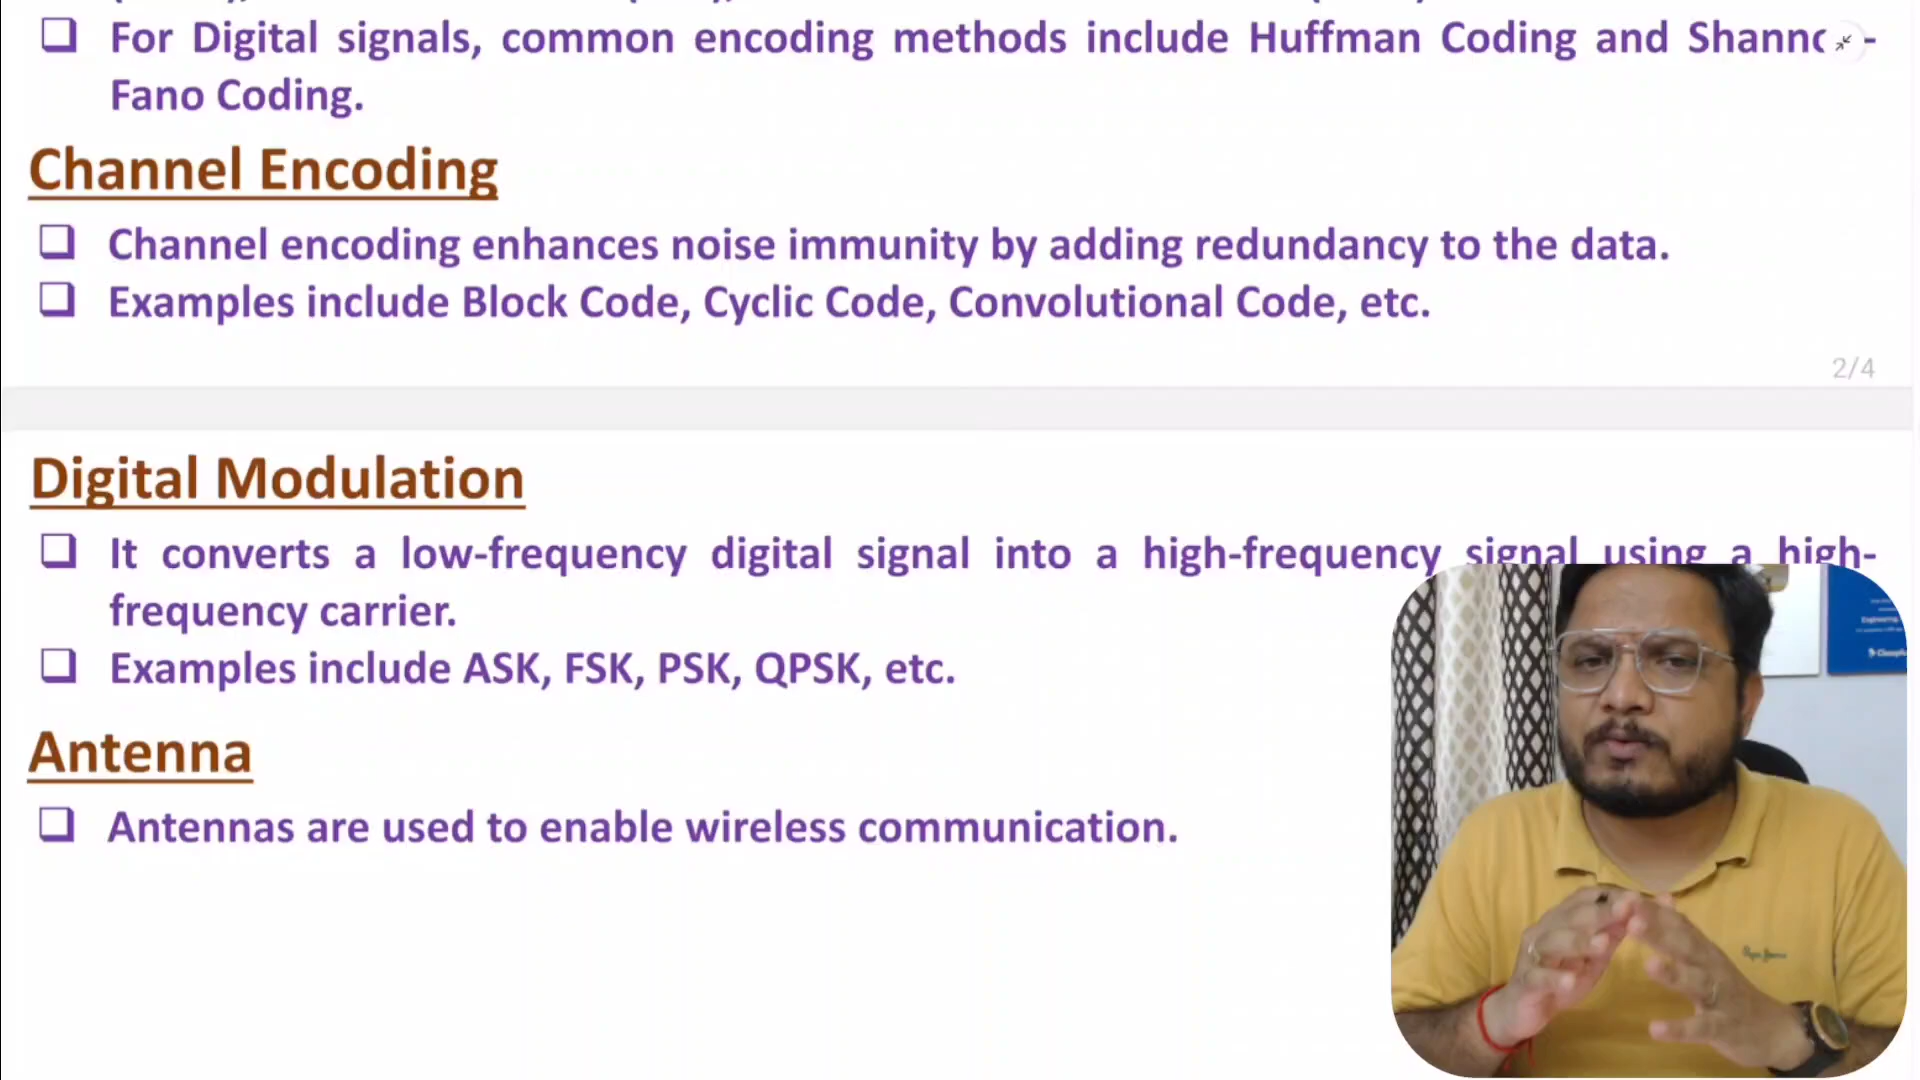 For Digital signals, common encoding methods include Huffman Coding and
Fano Coding.
Channel Encoding
Channel encoding enhances noise immunity by adding redundancy to the data.
Examples include Block Code, Cyclic Code, Convolutional Code, etc.
2/4
Digital Modulation
It converts a low-frequency digital signal into a high-frequency signal using a high-
frequency carrier.
Examples include ASK, FSK, PSK, QPSK, etc.
Antenna
Antennas are used to enable wireless communication.